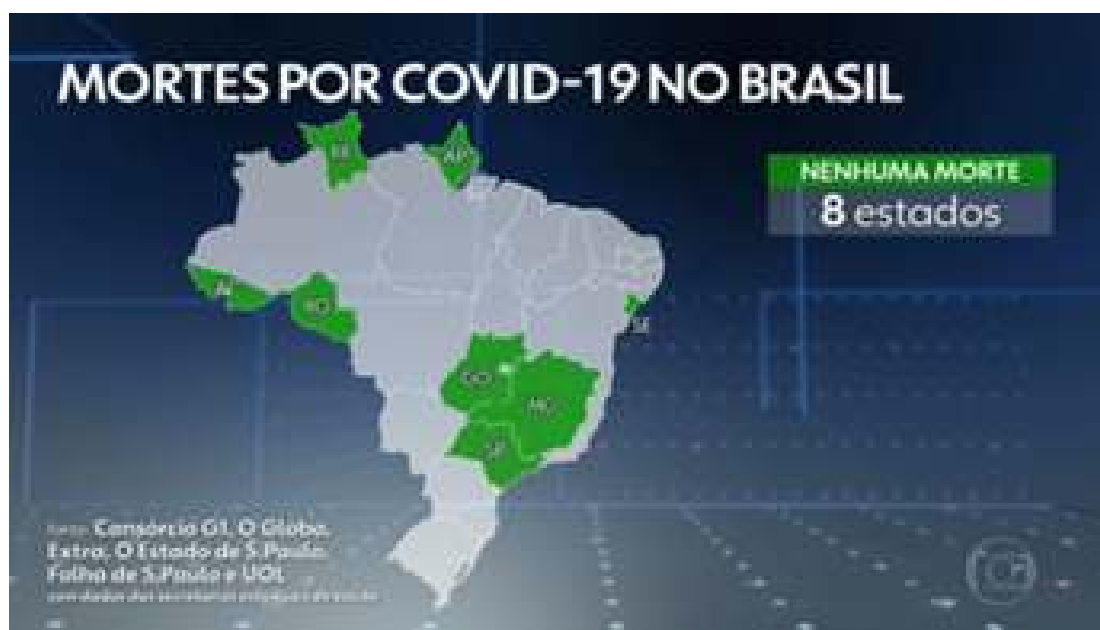 MORTES POR COVID-19 NO BRASIL
NENHUMA MORTE
8 estados
RR
AP
RO
SE
GO
MG
SP
Fonte: Consórcio G1, O Globo,
Extra, O Estado de S.Paulo,
Folha de S.Paulo e UOL